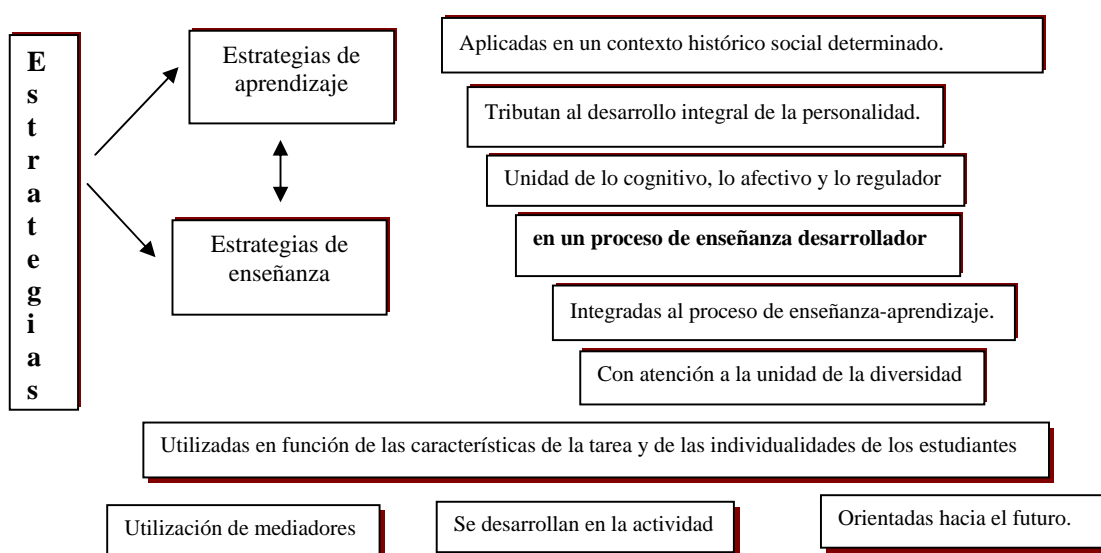 Estrategias
Estrategias de
aprendizaje
Estrategias de
enseñanza
Aplicadas en un contexto histórico social determinado.
Tributan al desarrollo integral de la personalidad.
Unidad de lo cognitivo, lo afectivo y lo regulador
en un proceso de enseñanza desarrollador
Integradas al proceso de enseñanza-aprendizaje.
Con atención a la unidad de la diversidad
Utilizadas en función de las características de la tarea y de las individualidades de los estudiantes
Utilización de mediadores
Se desarrollan en la actividad
Orientadas hacia el futuro.